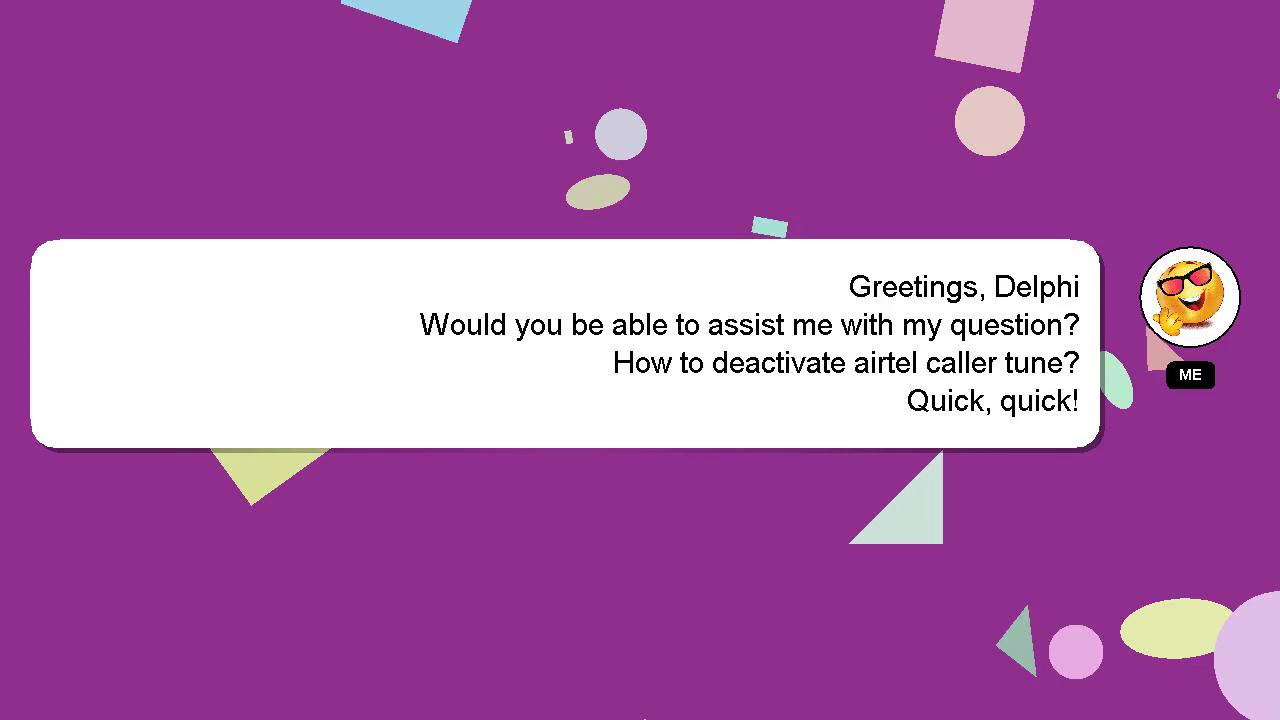 Greetings, Delphi
Would you be able to assist me with my question?
How to deactivate airtel caller tune?
Quick, quick!
ME